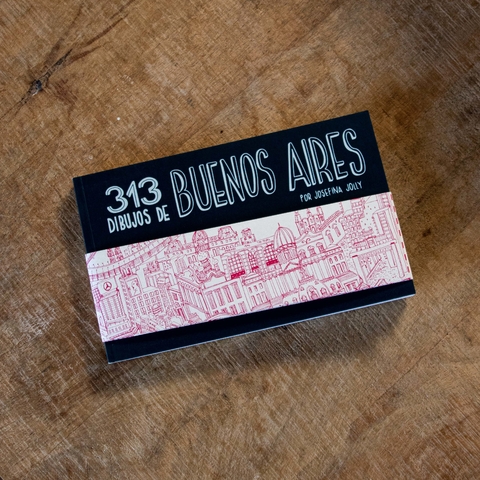 313
DIBUJOS DE
BUENOS AIRES
POR JOSEFINA JOLLY